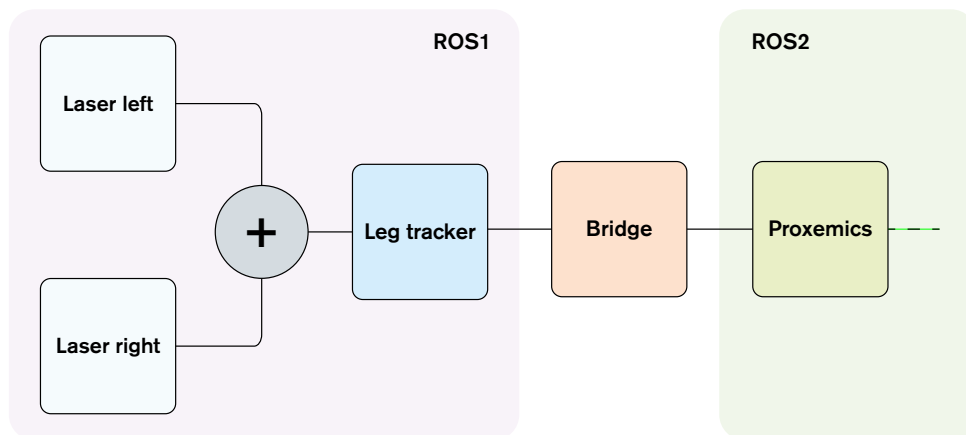 ROS1
ROS2
Laser left
+
Leg tracker
Bridge
Proxemics
Laser right